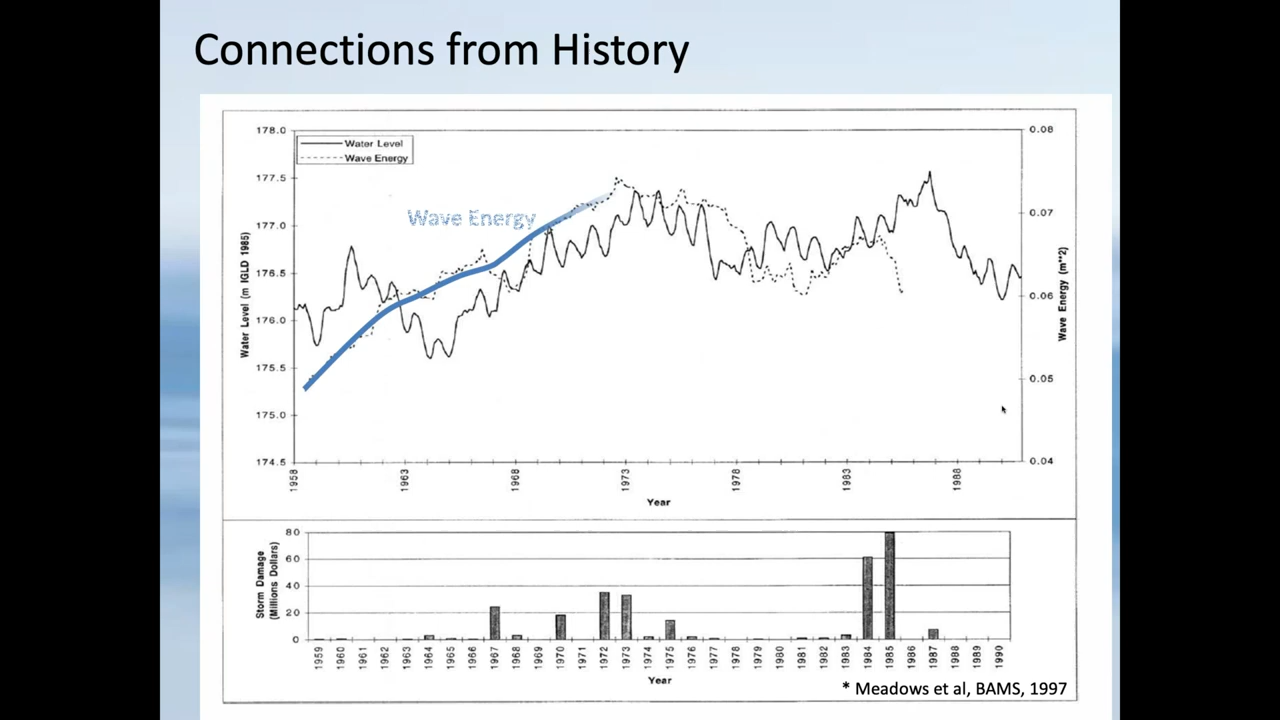 Connections from History
178.0
177.5
177.0
176.5
176.0
175.5
175.0
174.5
Water Level (m IGLD 1985)
Water Level
Wave Energy
Wave Energy
0.08
0.07
0.06
0.05
0.04
Wave Energy (m**2)
1958 1963 1968 1973 1978 1983 1988
Year
Storm Damage
(Millions Dollars)
80
60
40
20
0
1959 1960 1961 1962 1963 1964 1965 1966 1967 1968 1969 1970 1971 1972 1973 1974 1975 1976 1977 1978 1979 1980 1981 1982 1983 1984 1985 1986 1987 1988 1989 1990
Year
* Meadows et al, BAMS, 1997